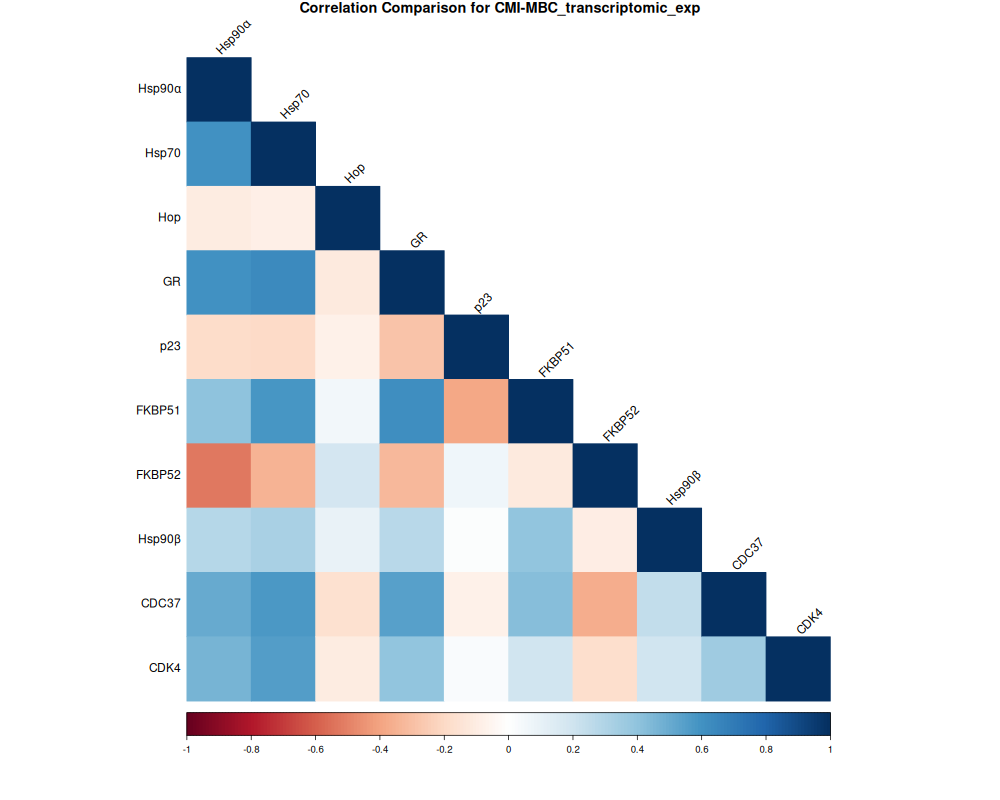 Correlation Comparison for CMI-MBC_transcriptomic_exp
Hsp90α
Hsp90α
Hsp70
Hsp70
Hop
Hop
GR
GR
p23
p23
FKBP51
FKBP51
FKBP52
FKBP52
Hsp90β
Hsp90β
CDC37
CDC37
CDK4
CDK4
-1 -0.8 -0.6 -0.4 -0.2 0 0.2 0.4 0.6 0.8 1